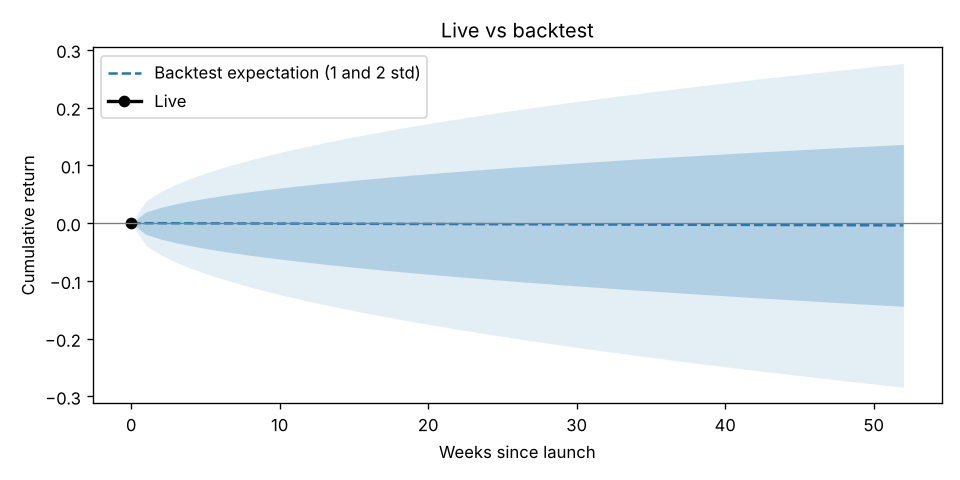 Live vs backtest
Backtest expectation (1 and 2 std)
Live
Cumulative return
0.3
0.2
0.1
0.0
−0.1
−0.2
−0.3
0 10 20 30 40 50
Weeks since launch